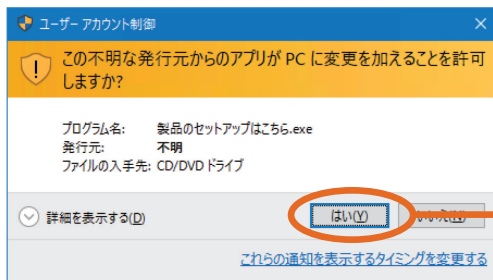 ユーザー アカウント制御
この不明な発行元からのアプリが PC に変更を加えることを許可
しますか?
プログラム名: 製品のセットアップはこちら.exe
発行元: 不明
ファイルの入手先: CD/DVD ドライブ
詳細を表示する(D) はい(Y) いいえ(N)
これらの通知を表示するタイミングを変更する